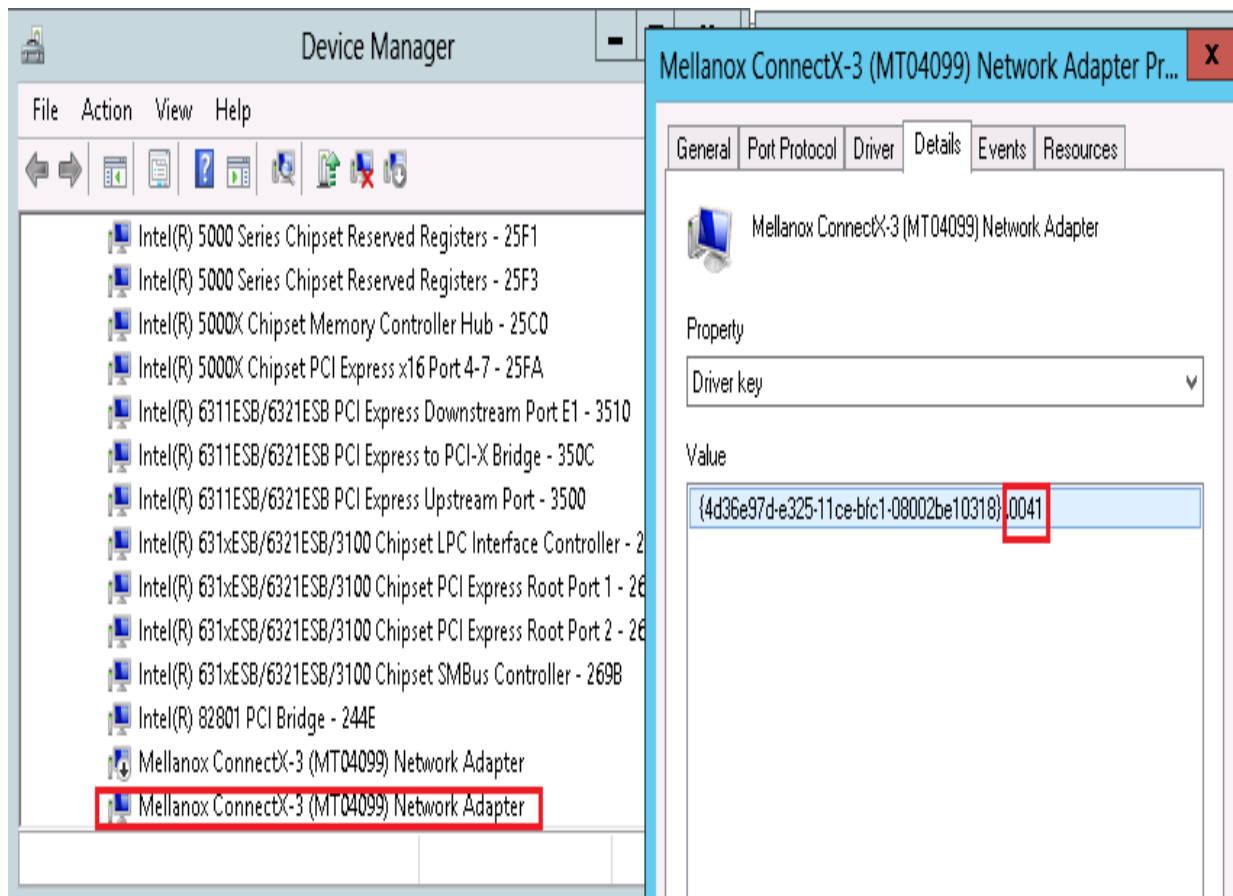 Device Manager
File Action View Help
Intel(R) 5000 Series Chipset Reserved Registers - 25F1
Intel(R) 5000 Series Chipset Reserved Registers - 25F3
Intel(R) 5000X Chipset Memory Controller Hub - 25C0
Intel(R) 5000X Chipset PCI Express x16 Port 4-7 - 25FA
Intel(R) 6311ESB/6321ESB PCI Express Downstream Port E1 - 3510
Intel(R) 6311ESB/6321ESB PCI Express to PCI-X Bridge - 350C
Intel(R) 6311ESB/6321ESB PCI Express Upstream Port - 3500
Intel(R) 631xESB/6321ESB/3100 Chipset LPC Interface Controller - 2
Intel(R) 631xESB/6321ESB/3100 Chipset PCI Express Root Port 1 - 26
Intel(R) 631xESB/6321ESB/3100 Chipset PCI Express Root Port 2 - 26
Intel(R) 631xESB/6321ESB/3100 Chipset SMBus Controller - 269B
Intel(R) 82801 PCI Bridge - 244E
Mellanox ConnectX-3 (MT04099) Network Adapter
Mellanox ConnectX-3 (MT04099) Network Adapter
Mellanox ConnectX-3 (MT04099) Network Adapter Pr... X
General Port Protocol Driver Details Events Resources
Mellanox ConnectX-3 (MT04099) Network Adapter
Property
Driver key
Value
{4d36e97d-e325-11ce-bfc1-08002be10318}.0041